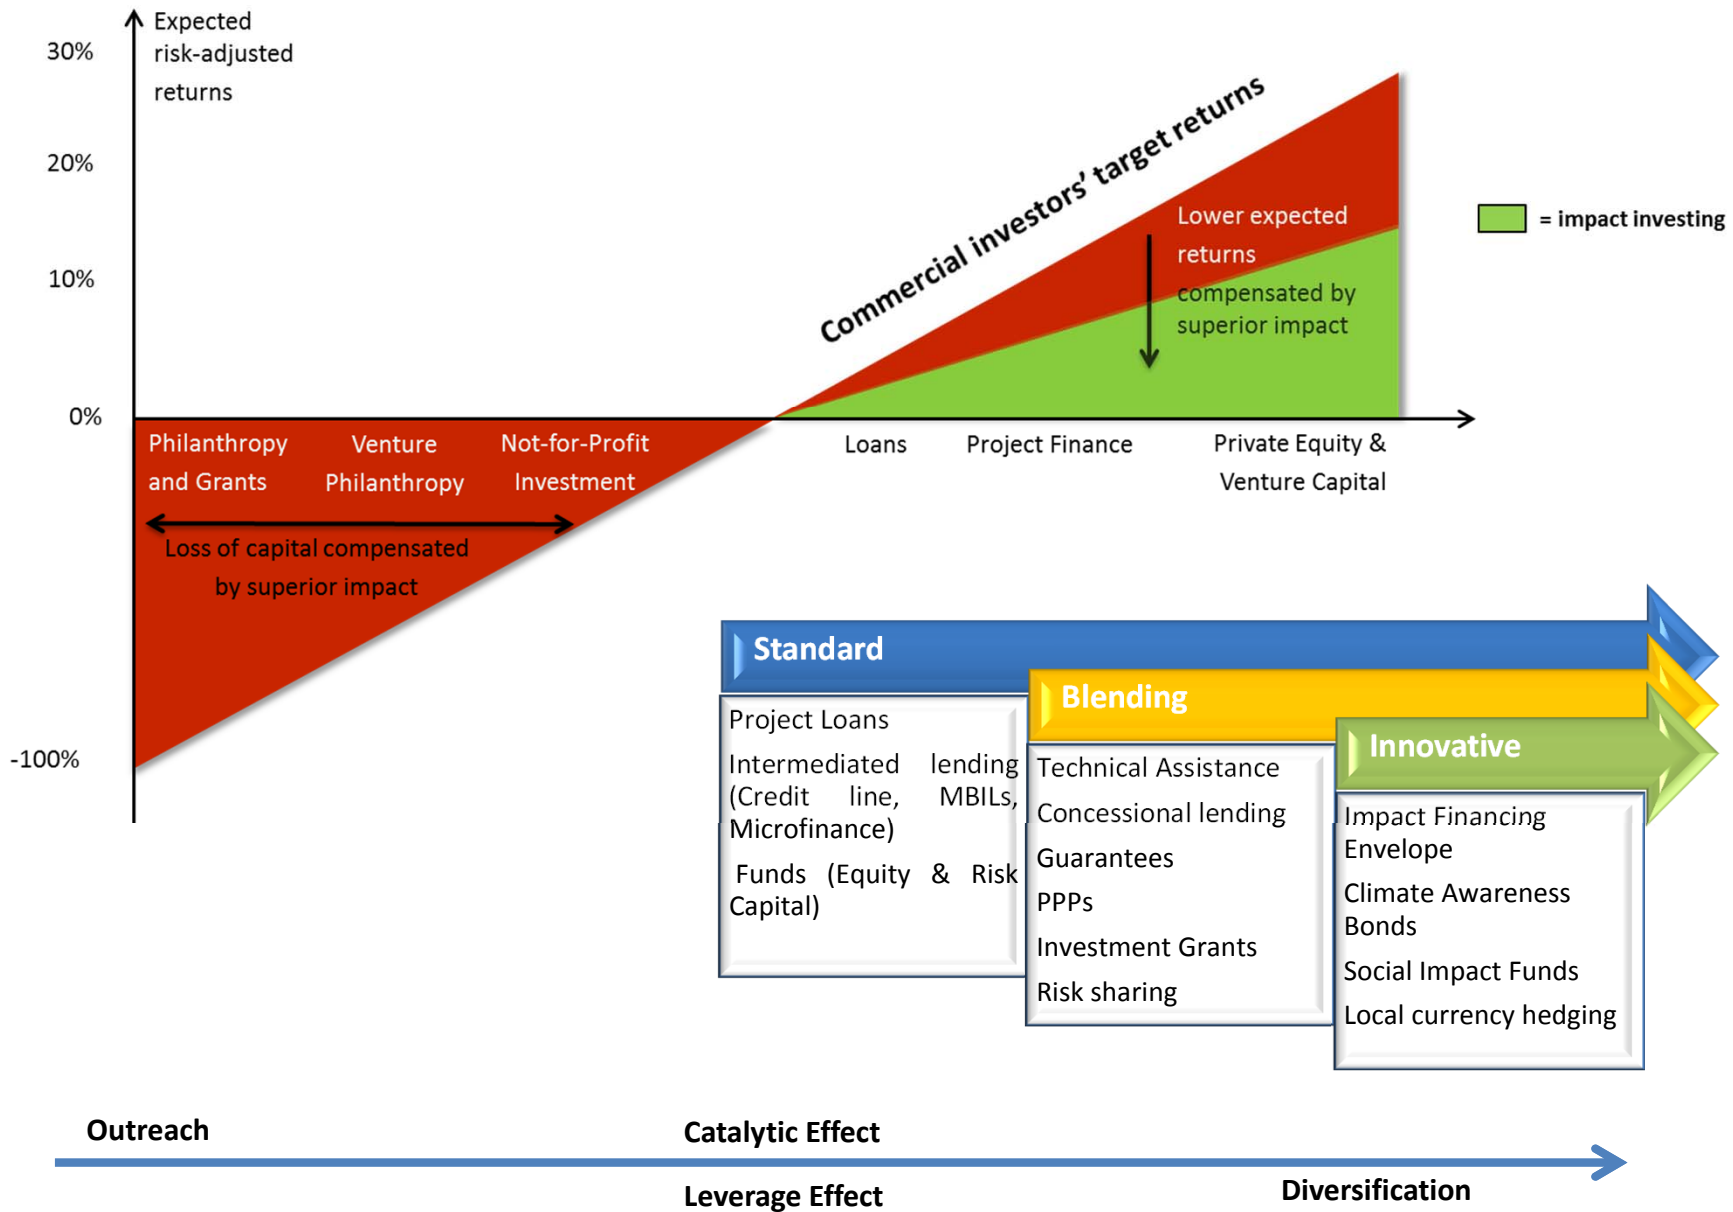 Expected
risk-adjusted
returns
30%
20%
10%
0%
-100%
Commercial investors' target returns
Lower expected
returns
compensated by
superior impact
= impact investing
Philanthropy
and Grants
Venture
Philanthropy
Not-for-Profit
Investment
Loans
Project Finance
Private Equity &
Venture Capital
Loss of capital compensated
by superior impact
Standard
Project Loans
Intermediated lending
(Credit line, MBILs,
Microfinance)
Funds (Equity & Risk
Capital)
Blending
Technical Assistance
Concessional lending
Guarantees
PPPs
Investment Grants
Risk sharing
Innovative
Impact Financing
Envelope
Climate Awareness
Bonds
Social Impact Funds
Local currency hedging
Outreach
Catalytic Effect
Leverage Effect
Diversification